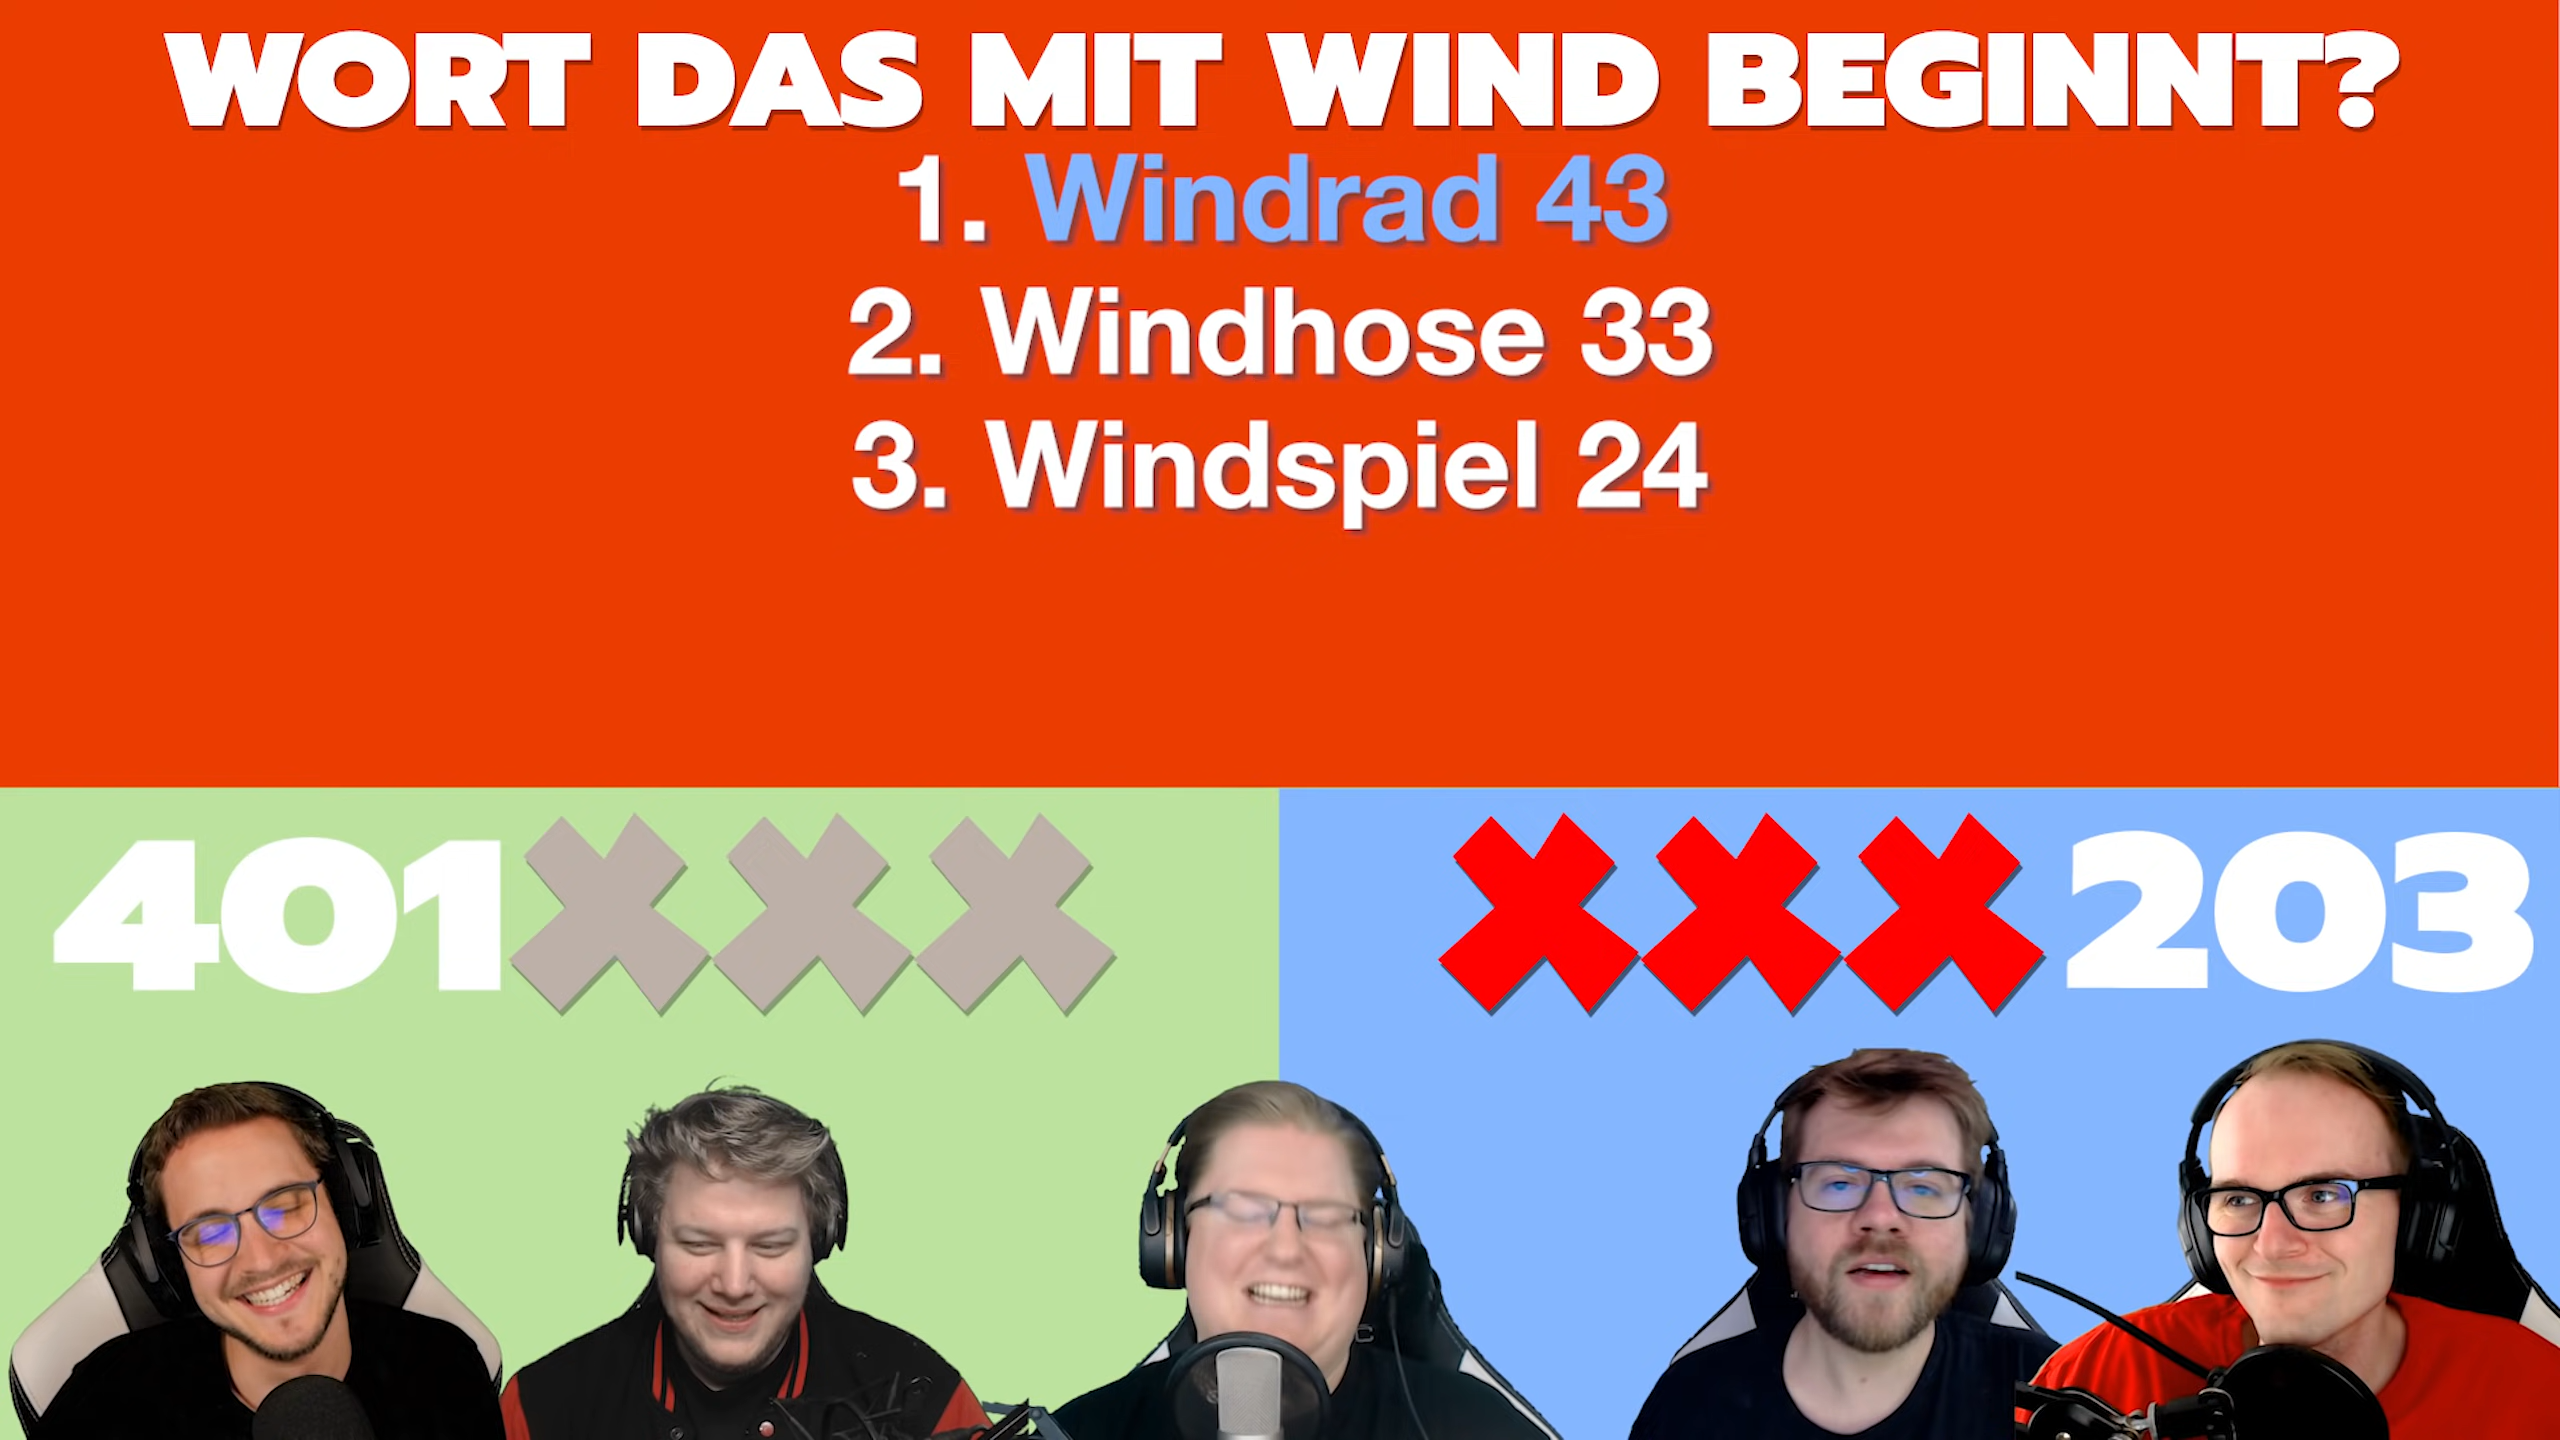 WORT DAS MIT WIND BEGINNT?
1. Windrad 43
2. Windhose 33
3. Windspiel 24
401
203